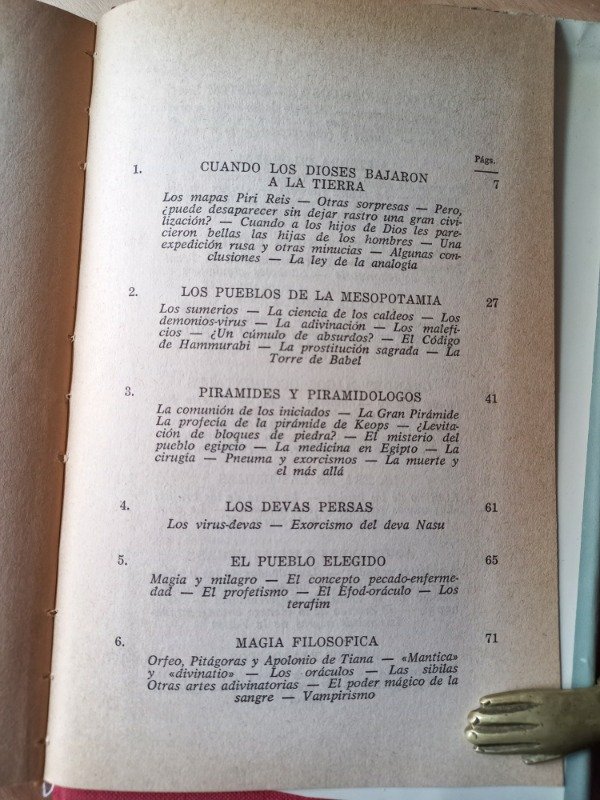 Págs.
1. CUANDO LOS DIOSES BAJARON
A LA TIERRA 7
Los mapas Piri Reis — Otras sorpresas — Pero,
¿puede desaparecer sin dejar rastro una gran civi-
lización? — Cuando a los hijos de Dios les pare-
cieron bellas las hijas de los hombres — Una
expedición rusa y otras minucias — Algunas con-
clusiones — La ley de la analogía
2. LOS PUEBLOS DE LA MESOPOTAMIA 27
Los sumerios — La ciencia de los caldeos — Los
demonios-virus — La adivinación — Los malefi-
cios — ¿Un cúmulo de absurdos? — El Código
de Hammurabi — La prostitución sagrada — La
Torre de Babel
3. PIRAMIDES Y PIRAMIDOLOGOS 41
La comunión de los iniciados — La Gran Pirámide
La profecía de la pirámide de Keops — ¿Levita-
ción de bloques de piedra? — El misterio del
pueblo egipcio — La medicina en Egipto — La
cirugía — Pneuma y exorcismos — La muerte y
el más allá
4. LOS DEVAS PERSAS 61
Los virus-devas — Exorcismo del deva Nasu
5. EL PUEBLO ELEGIDO 65
Magia y milagro — El concepto pecado-enferme-
dad — El profetismo — El Efod-oráculo — Los
terafim
6. MAGIA FILOSOFICA 71
Orfeo, Pitágoras y Apolonio de Tiana — «Mantica»
y «divinatio» — Los oráculos — Las sibilas
Otras artes adivinatorias — El poder mágico de la
sangre — Vampirismo